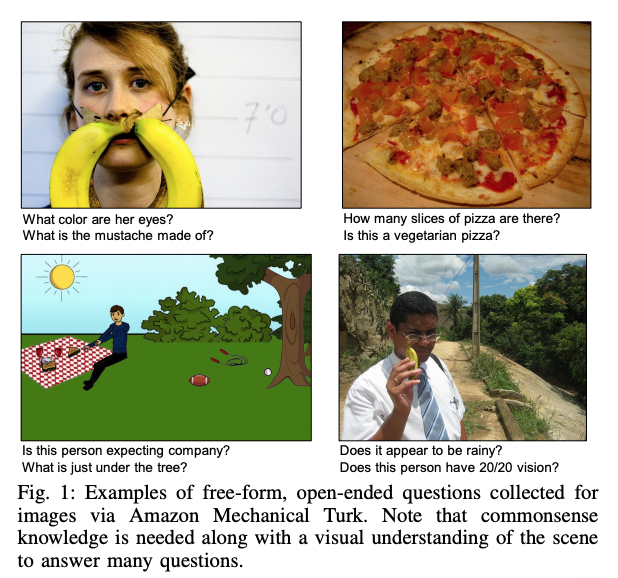 7'0
What color are her eyes?
What is the mustache made of?
How many slices of pizza are there?
Is this a vegetarian pizza?
Is this person expecting company?
What is just under the tree?
Does it appear to be rainy?
Does this person have 20/20 vision?
Fig. 1: Examples of free-form, open-ended questions collected for
images via Amazon Mechanical Turk. Note that commonsense
knowledge is needed along with a visual understanding of the scene
to answer many questions.